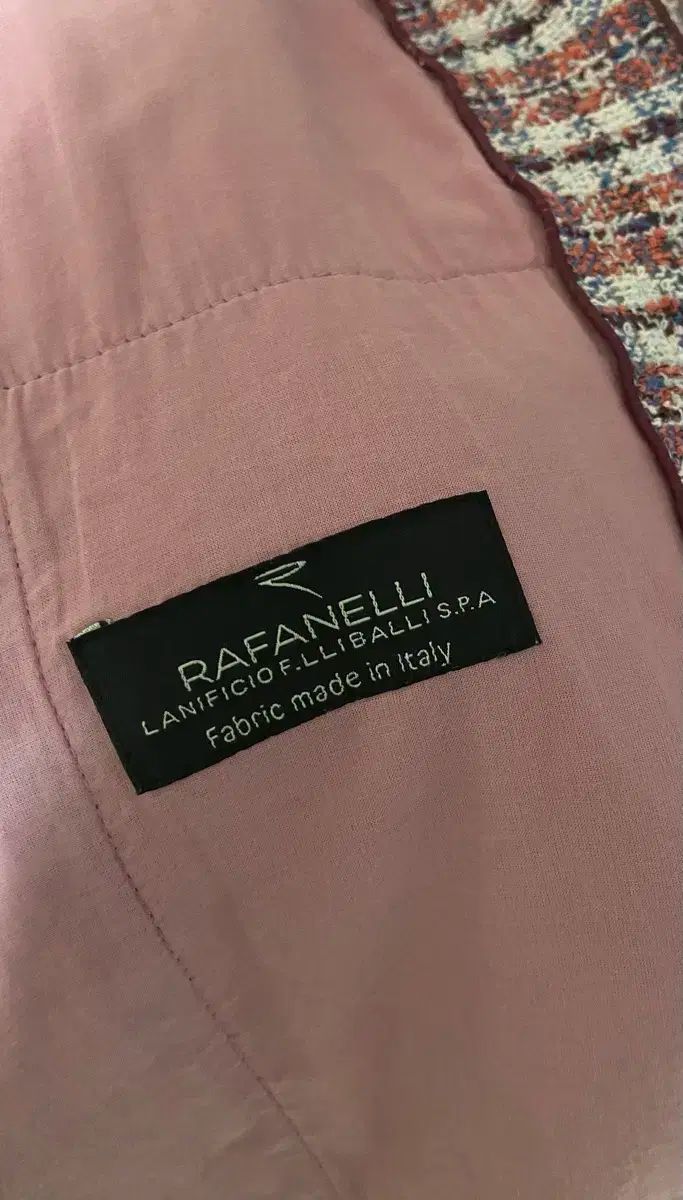 RAFANELLI
LANIFICIO F.LLI BALLI S.P.A
Fabric made in Italy